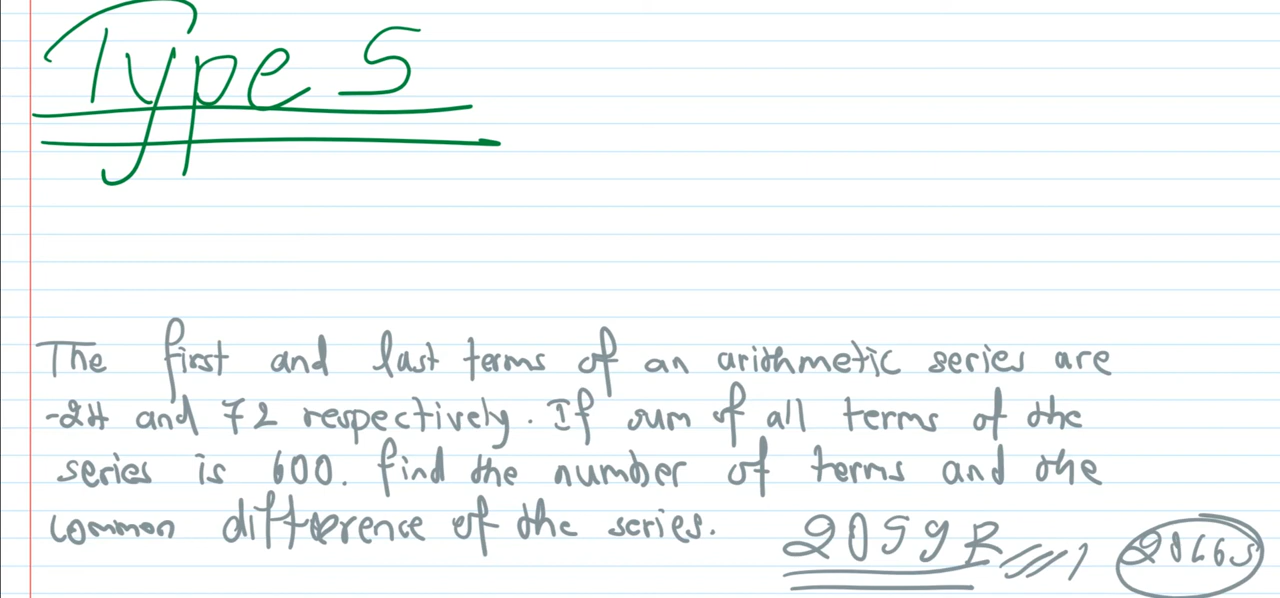 Type 5
The first and last terms of an arithmetic series are
-24 and 72 respectively. If sum of all terms of the
series is 600. find the number of terms and the
common difference of the series.
2059 R
2066 S